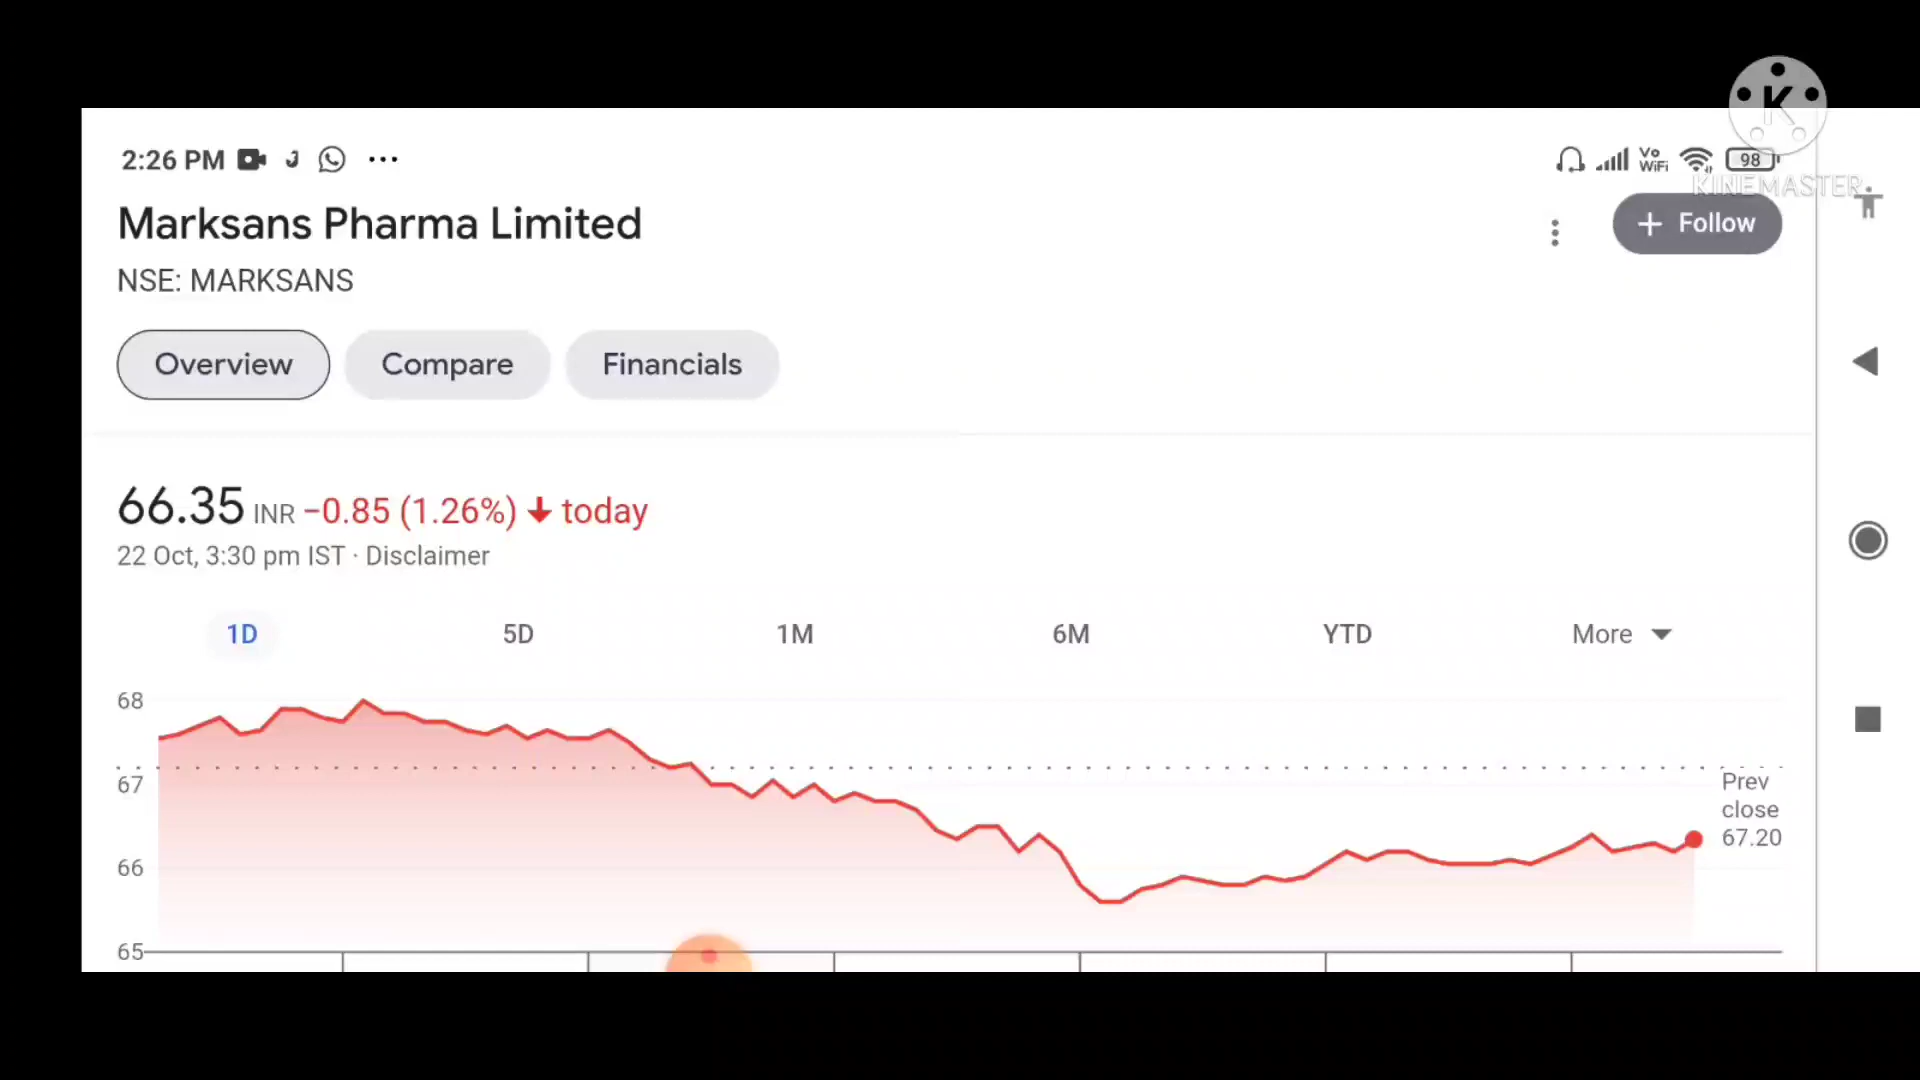 K
KINEMASTER
2:26 PM ...
Vo
WiFi
98
Marksans Pharma Limited
+ Follow
NSE: MARKSANS
Overview
Compare
Financials
66.35 INR −0.85 (1.26%) ↓ today
22 Oct, 3:30 pm IST · Disclaimer
1D 5D 1M 6M YTD More
68
67
66
65
Prev
close
67.20